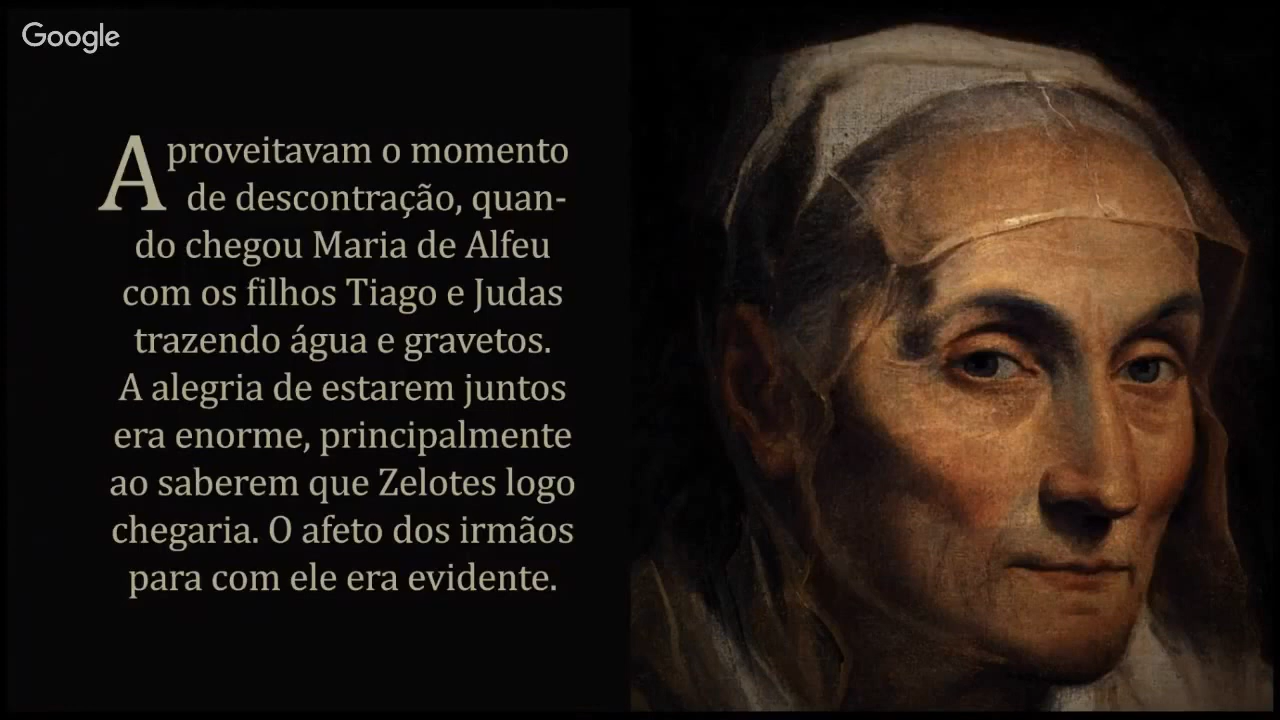 Google
Aproveitavam o momento
de descontração, quan-
do chegou Maria de Alfeu
com os filhos Tiago e Judas
trazendo água e gravetos.
A alegria de estarem juntos
era enorme, principalmente
ao saberem que Zelotes logo
chegaria. O afeto dos irmãos
para com ele era evidente.